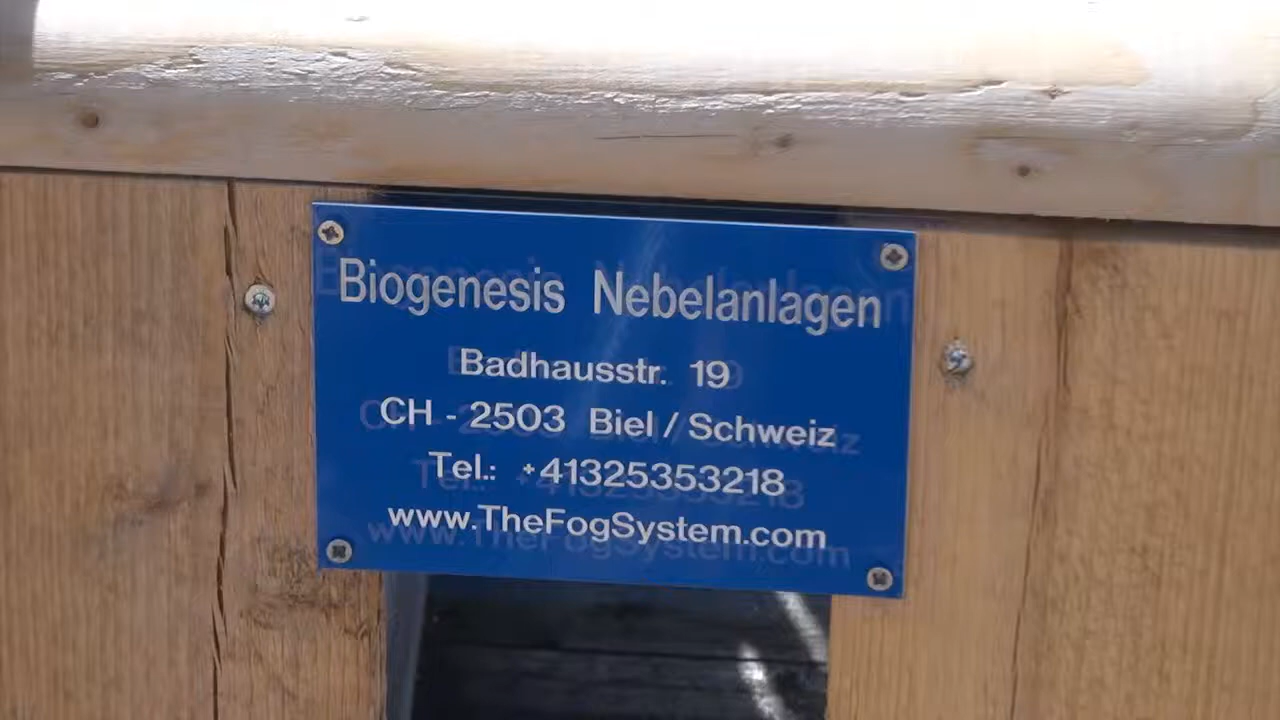 Biogenesis Nebelanlagen
Badhausstr. 19
CH - 2503 Biel / Schweiz
Tel.: +41325353218
www.TheFogSystem.com